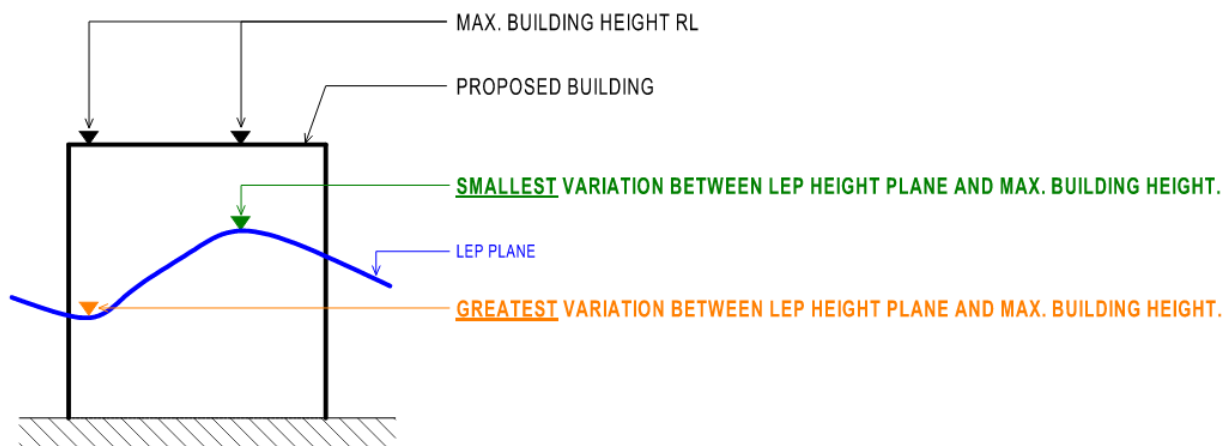 MAX. BUILDING HEIGHT RL
PROPOSED BUILDING
SMALLEST VARIATION BETWEEN LEP HEIGHT PLANE AND MAX. BUILDING HEIGHT.
LEP PLANE
GREATEST VARIATION BETWEEN LEP HEIGHT PLANE AND MAX. BUILDING HEIGHT.